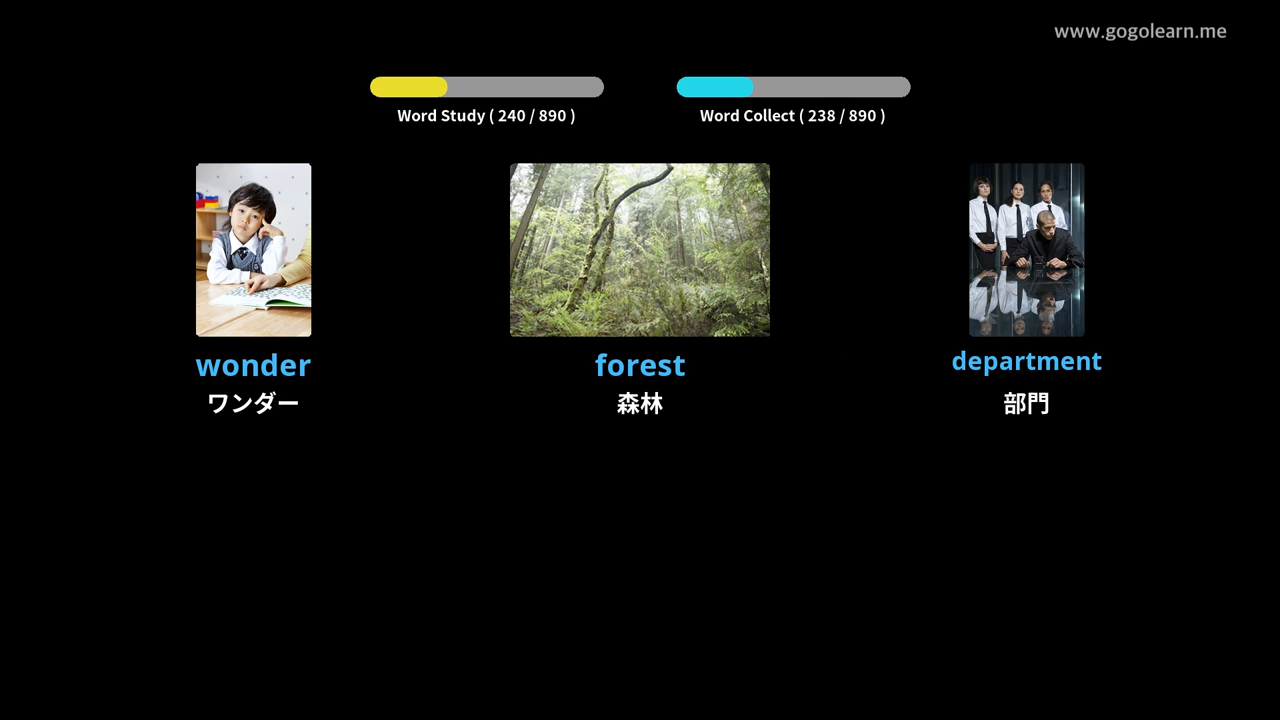 www.gogolearn.me
Word Study ( 240 / 890 )
Word Collect ( 238 / 890 )
wonder
ワンダー
forest
森林
department
部門